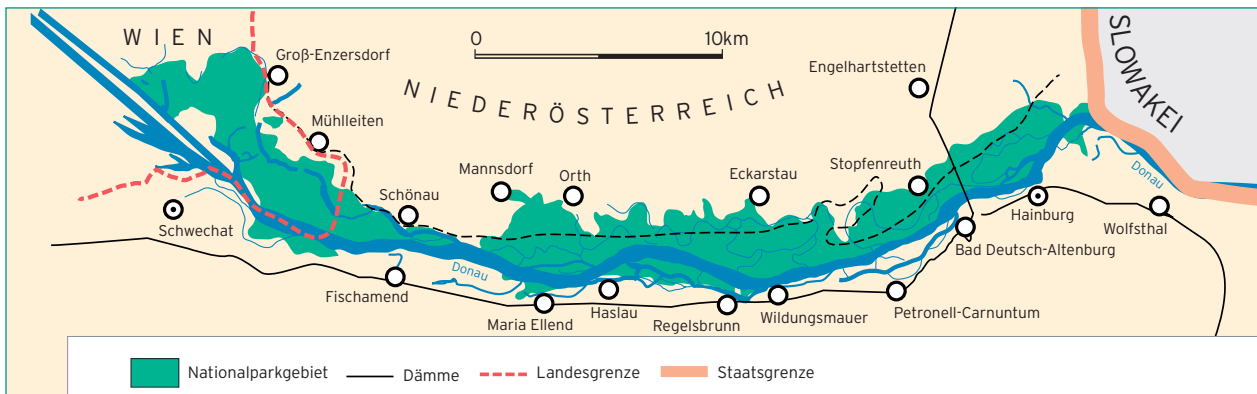 WIEN
Groß-Enzersdorf
0 10km
NIEDERÖSTERREICH
Engelhartstetten
SLOWAKEI
Mühlleiten
Mannsdorf
Orth
Eckarstau
Stopfenreuth
Donau
Schönau
Schwechat
Hainburg
Wolfsthal
Bad Deutsch-Altenburg
Donau
Fischamend
Maria Ellend
Haslau
Regelsbrunn
Wildungsmauer
Petronell-Carnuntum
Nationalparkgebiet Dämme Landesgrenze Staatsgrenze